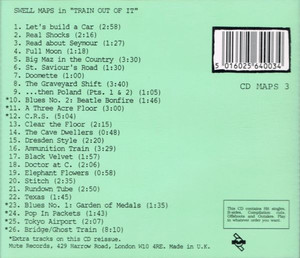 SWELL MAPS in "TRAIN OUT OF IT"
1. Let's build a Car (2:58)
2. Real Shocks (2:16)
3. Read about Seymour (1:27)
4. Full Moon (1:18)
5. Big Maz in the Country (3:30)
6. St. Saviour's Road (1:30)
7. Doomette (1:10)
8. The Graveyard Shift (3:40)
9. ...then Poland (Pts. 1 & 2) (5:15)
*10. Blues No. 2: Beatle Bonfire (1:46)
*11. A Three Acre Floor (3:00)
*12. C.R.S. (5:04)
13. Clear the Floor (2:02)
14. The Cave Dwellers (0:48)
15. Dresden Style (2:40)
16. Ammunition Train (3:29)
17. Black Velvet (1:04)
18. Doctor at C. (2:09)
19. Elephant Flowers (3:50)
20. Stitch (2:35)
21. Rundown Tube (2:50)
22. Texas (1:45)
*23. Blues No. 1: Garden of Medals (1:35)
*24. Pop In Packets (1:43)
*25. Tokyo Airport (2:07)
*26. Bridge/Ghost Train (8:10)
*Extra tracks on this CD reissue.
Mute Records, 429 Harrow Road, London W10 4RE. Made in U.K.
5 016025 640034
CD MAPS 3